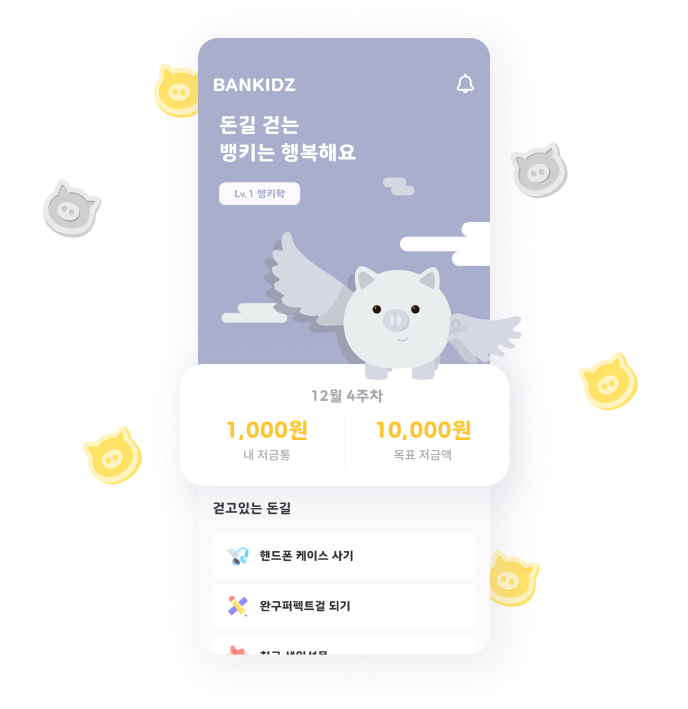 BANKIDZ
돈길 걷는
뱅키는 행복해요
Lv.1 뱅키학
12월 4주차
1,000원
내 저금통
10,000원
목표 저금액
걷고있는 돈길
핸드폰 케이스 사기
완구퍼펙트걸 되기